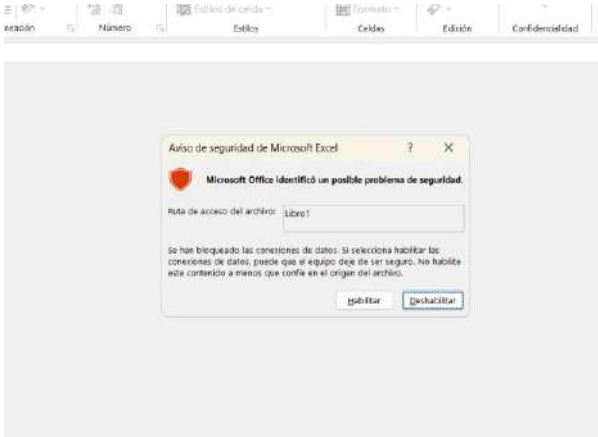 Estilos de celda
Formato
neación
Número
Estilos
Celdas
Edición
Confidencialidad
Aviso de seguridad de Microsoft Excel
Microsoft Office identificó un posible problema de seguridad.
Ruta de acceso del archivo: Libro1
Se han bloqueado las conexiones de datos. Si selecciona habilitar las
conexiones de datos, puede que el equipo deje de ser seguro. No habilite
este contenido a menos que confíe en el origen del archivo.
Habilitar
Deshabilitar